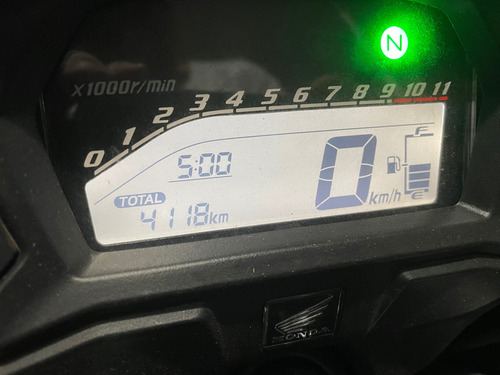 N
X1000r/min
0 1 2 3 4 5 6 7 8 9 10 11
5:00
TOTAL
4118km
0 km/h
F
E
HONDA